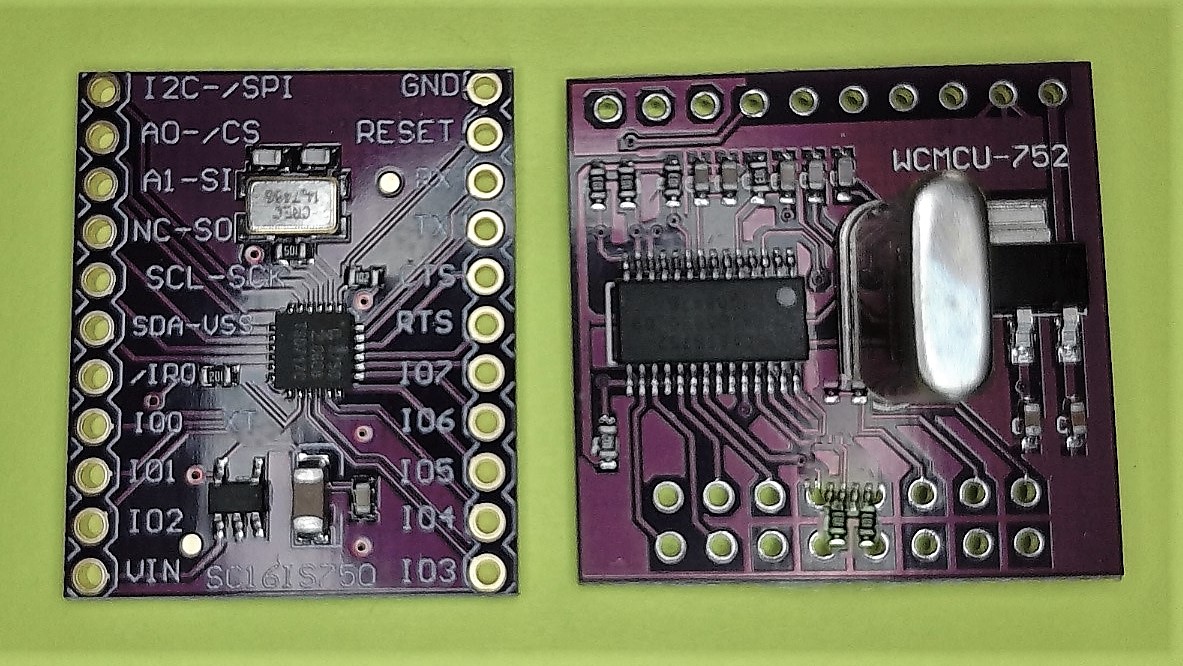 I2C-/SPI
GND
A0-/CS
RESET
A1-SI
RX
NC-SO
TX
SCL-SCK
CTS
SDA-VSS
RTS
/IRQ
IO7
IO0
IO6
IO1
IO5
IO2
IO4
VIN
SC16IS750
IO3
WCMCU-752